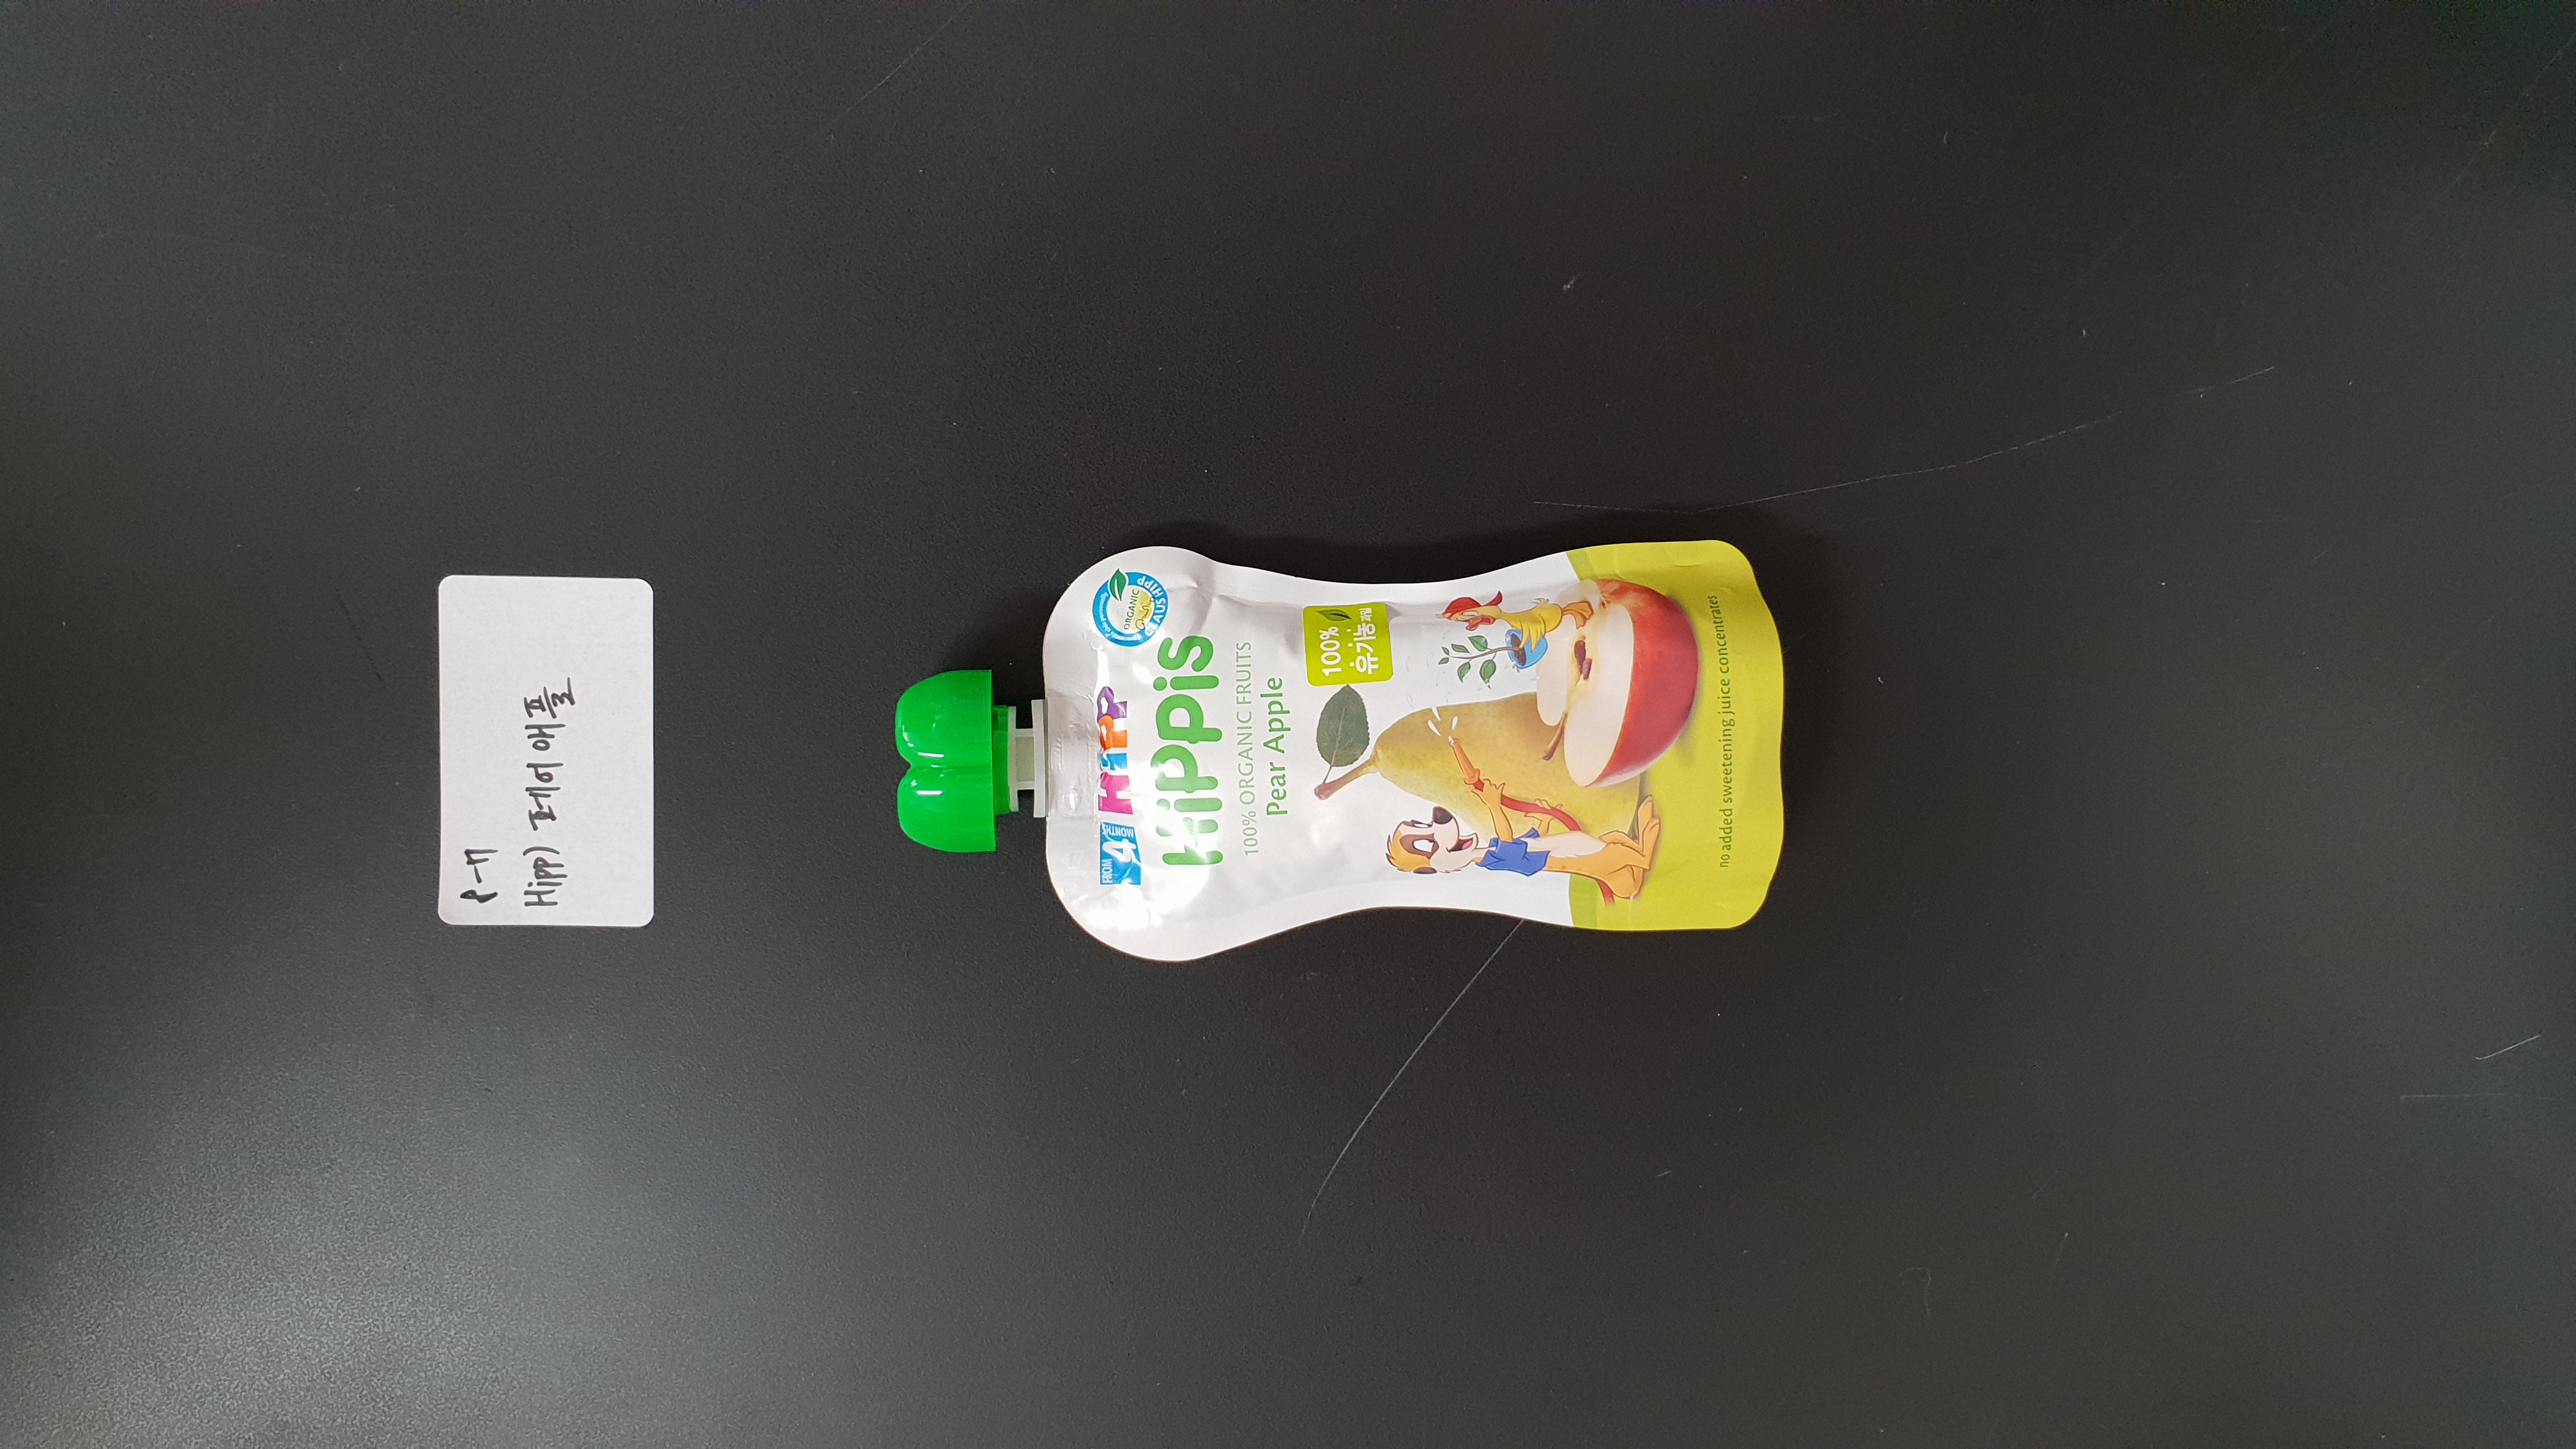 8-7
Hipp) 페어애플
FROM 4 MONTHS
HiPP
ORGANIC
CLAUS HIPP
HiPPiS
100% ORGANIC FRUITS
Pear Apple
100%
유기농 과일
no added sweetening juice concentrates